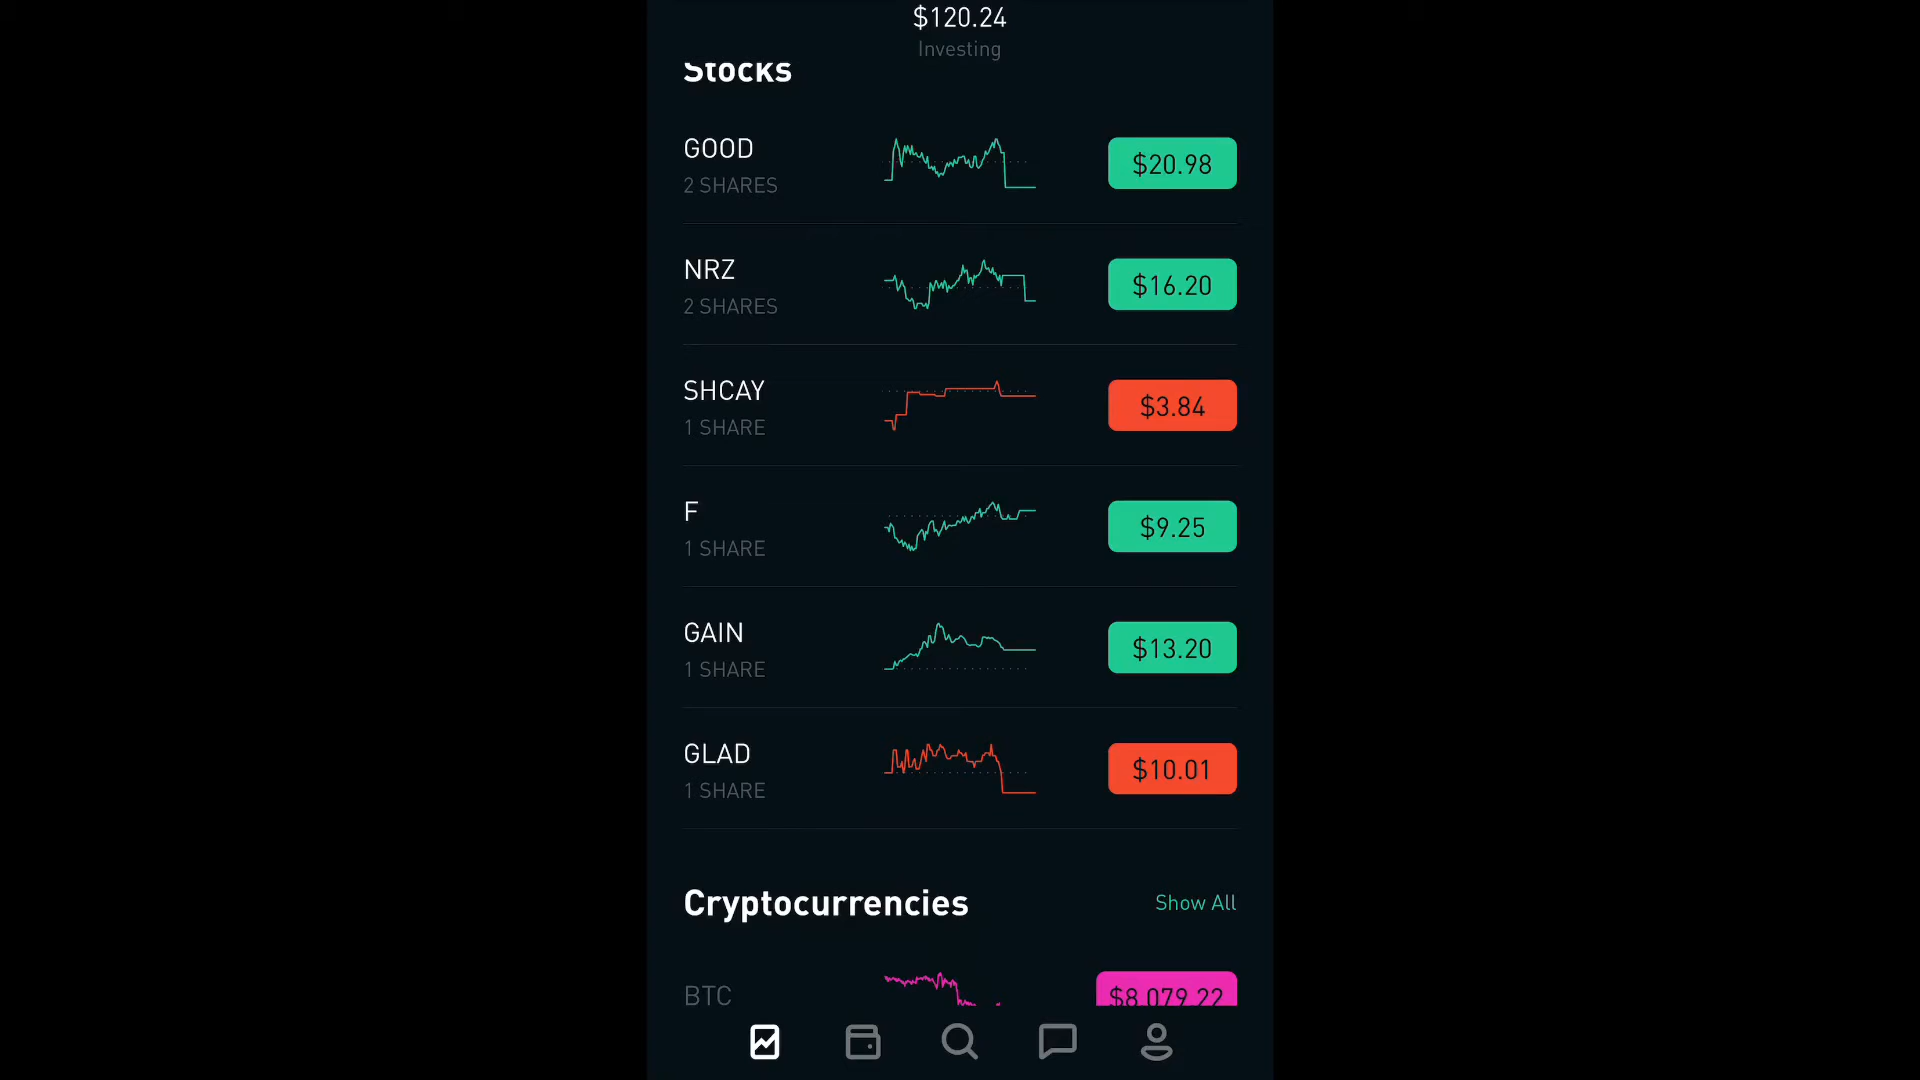 $120.24
Investing
Stocks
GOOD
2 SHARES
$20.98
NRZ
2 SHARES
$16.20
SHCAY
1 SHARE
$3.84
F
1 SHARE
$9.25
GAIN
1 SHARE
$13.20
GLAD
1 SHARE
$10.01
Cryptocurrencies
Show All
BTC
$8,079.22